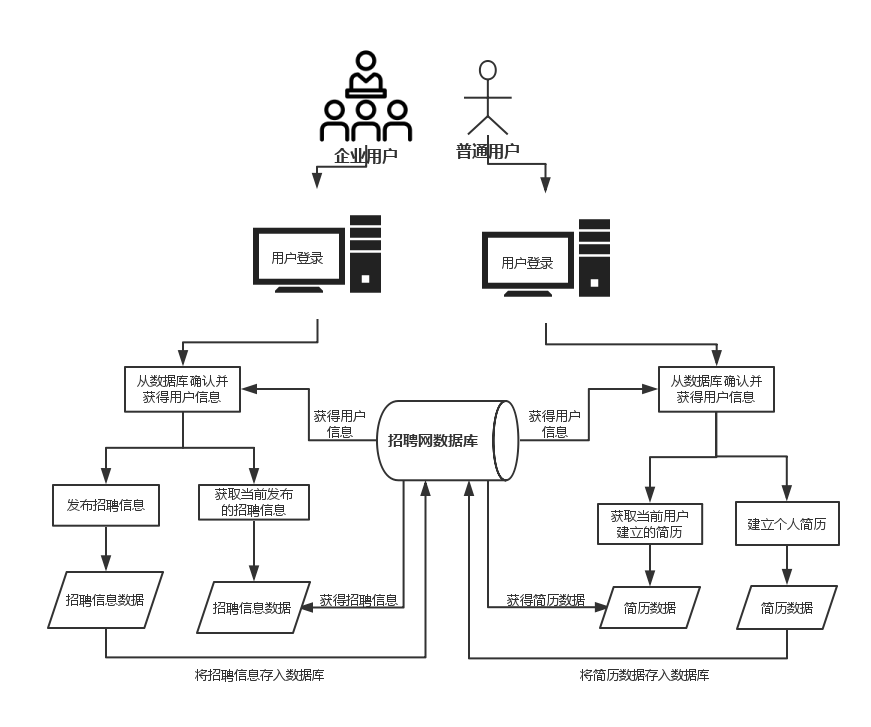 企业用户
普通用户
用户登录
用户登录
从数据库确认并
获得用户信息
从数据库确认并
获得用户信息
获得用户
信息
获得用户
信息
招聘网数据库
发布招聘信息
获取当前发布
的招聘信息
获取当前用户
建立的简历
建立个人简历
招聘信息数据
招聘信息数据
获得招聘信息
获得简历数据
简历数据
简历数据
将招聘信息存入数据库
将简历数据存入数据库